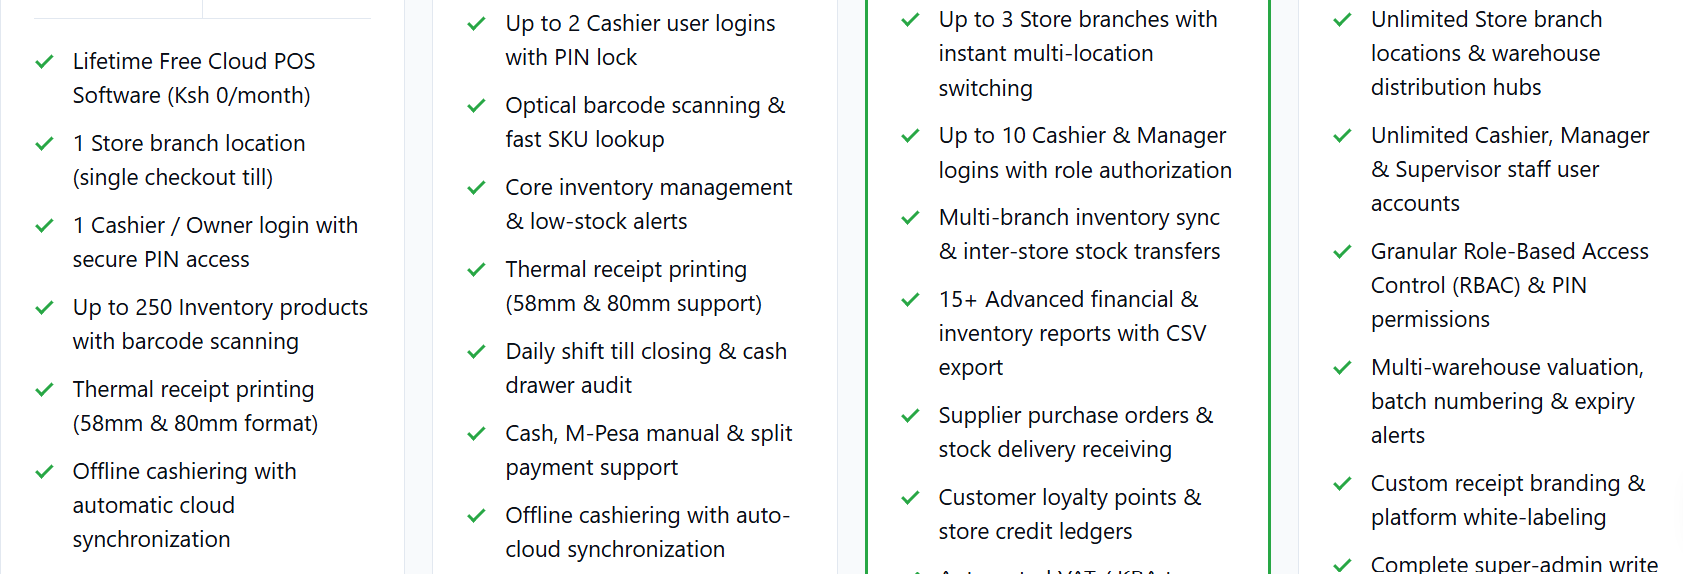 Lifetime Free Cloud POS
Software (Ksh 0/month)
1 Store branch location
(single checkout till)
1 Cashier / Owner login with
secure PIN access
Up to 250 Inventory products
with barcode scanning
Thermal receipt printing
(58mm & 80mm format)
Offline cashiering with
automatic cloud
synchronization
Up to 2 Cashier user logins
with PIN lock
Optical barcode scanning &
fast SKU lookup
Core inventory management
& low-stock alerts
Thermal receipt printing
(58mm & 80mm support)
Daily shift till closing & cash
drawer audit
Cash, M-Pesa manual & split
payment support
Offline cashiering with auto-
cloud synchronization
Up to 3 Store branches with
instant multi-location
switching
Up to 10 Cashier & Manager
logins with role authorization
Multi-branch inventory sync
& inter-store stock transfers
15+ Advanced financial &
inventory reports with CSV
export
Supplier purchase orders &
stock delivery receiving
Customer loyalty points &
store credit ledgers
Unlimited Store branch
locations & warehouse
distribution hubs
Unlimited Cashier, Manager
& Supervisor staff user
accounts
Granular Role-Based Access
Control (RBAC) & PIN
permissions
Multi-warehouse valuation,
batch numbering & expiry
alerts
Custom receipt branding &
platform white-labeling
Complete super-admin write